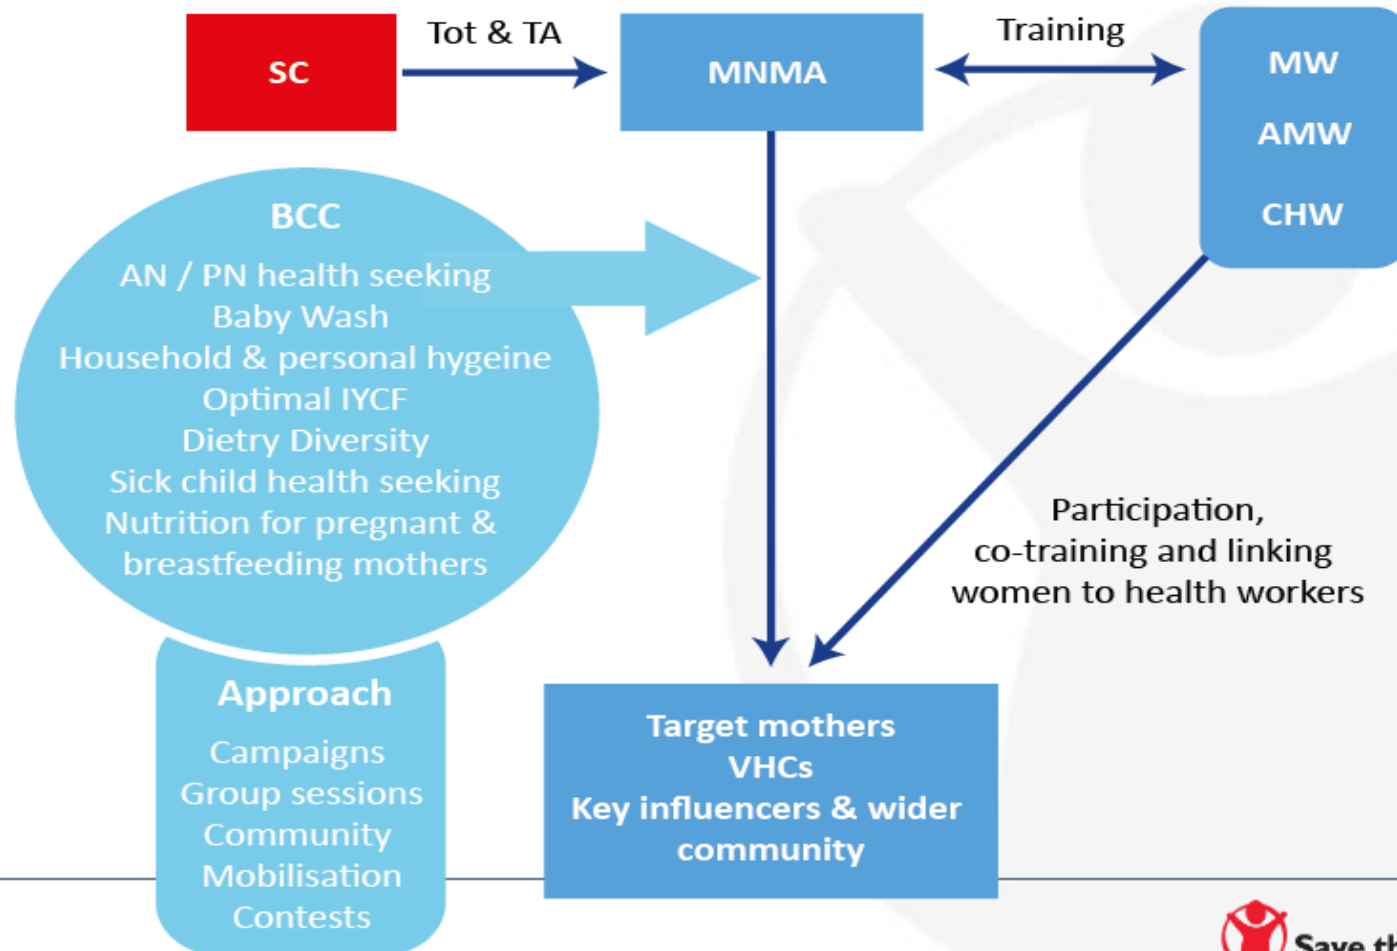 SC
Tot & TA
MNMA
Training
MW
AMW
CHW
BCC
AN / PN health seeking
Baby Wash
Household & personal hygeine
Optimal IYCF
Dietry Diversity
Sick child health seeking
Nutrition for pregnant &
breastfeeding mothers
Participation,
co-training and linking
women to health workers
Approach
Campaigns
Group sessions
Community
Mobilisation
Contests
Target mothers
VHCs
Key influencers & wider
community
Save th